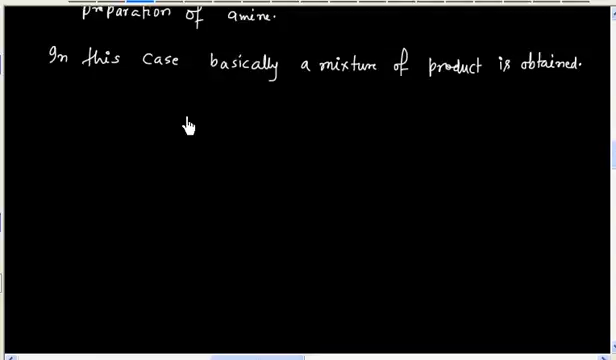 preparation of amine.
In this case basically a mixture of product is obtained.